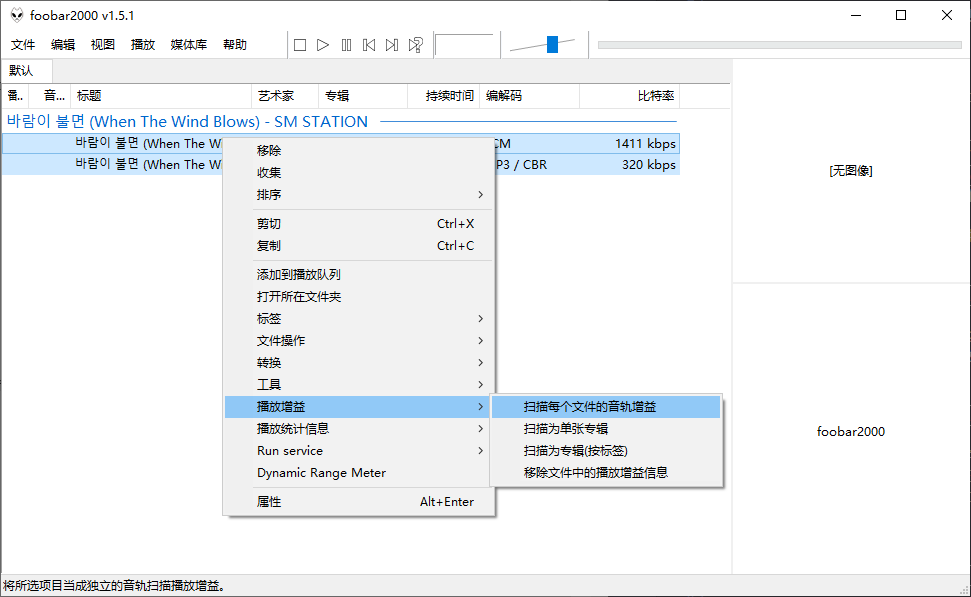 foobar2000 v1.5.1
文件 编辑 视图 播放 媒体库 帮助
默认
番.. 音... 标题 艺术家 专辑 持续时间 编解码 比特率
바람이 불면 (When The Wind Blows) - SM STATION
바람이 불면 (When The Wi CM 1411 kbps
바람이 불면 (When The Wi P3 / CBR 320 kbps
移除
收集
排序
剪切 Ctrl+X
复制 Ctrl+C
添加到播放队列
打开所在文件夹
标签
文件操作
转换
工具
播放增益
播放统计信息
Run service
Dynamic Range Meter
属性 Alt+Enter
扫描每个文件的音轨增益
扫描为单张专辑
扫描为专辑(按标签)
移除文件中的播放增益信息
[无图像]
foobar2000
将所选项目当成独立的音轨扫描播放增益。